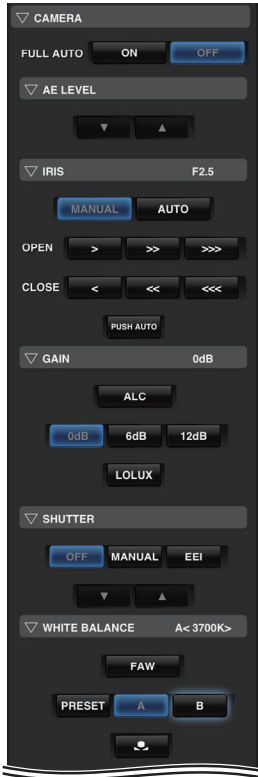 ▽ CAMERA
FULL AUTO ON OFF
▽ AE LEVEL
▼ ▲
▽ IRIS F2.5
MANUAL AUTO
OPEN > >> >>>
CLOSE < << <<<
PUSH AUTO
▽ GAIN 0dB
ALC
0dB 6dB 12dB
LOLUX
▽ SHUTTER
OFF MANUAL EEI
▼ ▲
▽ WHITE BALANCE A< 3700K>
FAW
PRESET A B